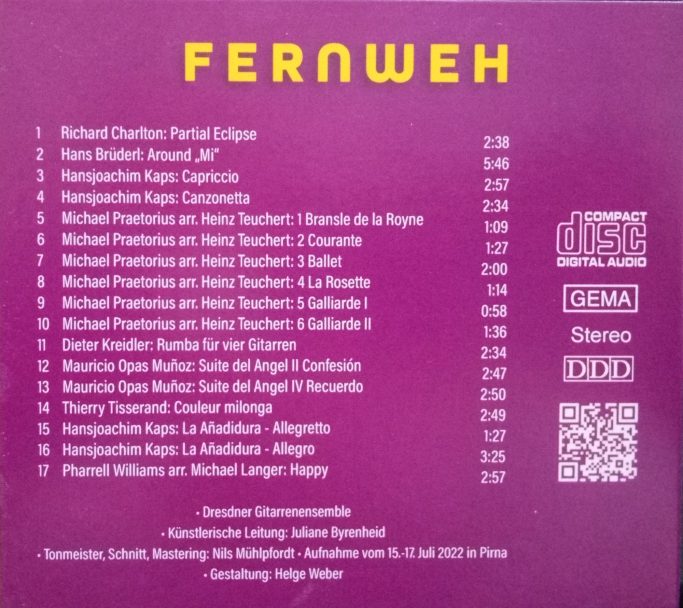 FERNWEH
1 Richard Charlton: Partial Eclipse 2:38
2 Hans Brüderl: Around „Mi“ 5:46
3 Hansjoachim Kaps: Capriccio 2:57
4 Hansjoachim Kaps: Canzonetta 2:34
5 Michael Praetorius arr. Heinz Teuchert: 1 Bransle de la Royne 1:09
6 Michael Praetorius arr. Heinz Teuchert: 2 Courante 1:27
7 Michael Praetorius arr. Heinz Teuchert: 3 Ballet 2:00
8 Michael Praetorius arr. Heinz Teuchert: 4 La Rosette 1:14
9 Michael Praetorius arr. Heinz Teuchert: 5 Galliarde I 0:58
10 Michael Praetorius arr. Heinz Teuchert: 6 Galliarde II 1:36
11 Dieter Kreidler: Rumba für vier Gitarren 2:34
12 Mauricio Opas Muñoz: Suite del Angel II Confesión 2:47
13 Mauricio Opas Muñoz: Suite del Angel IV Recuerdo 2:50
14 Thierry Tisserand: Couleur milonga 2:49
15 Hansjoachim Kaps: La Añadidura - Allegretto 1:27
16 Hansjoachim Kaps: La Añadidura - Allegro 3:25
17 Pharrell Williams arr. Michael Langer: Happy 2:57
COMPACT
disc
DIGITAL AUDIO
GEMA
Stereo
DDD
• Dresdner Gitarrenensemble
• Künstlerische Leitung: Juliane Byrenheid
• Tonmeister, Schnitt, Mastering: Nils Mühlpfordt • Aufnahme vom 15.-17. Juli 2022 in Pirna
• Gestaltung: Helge Weber